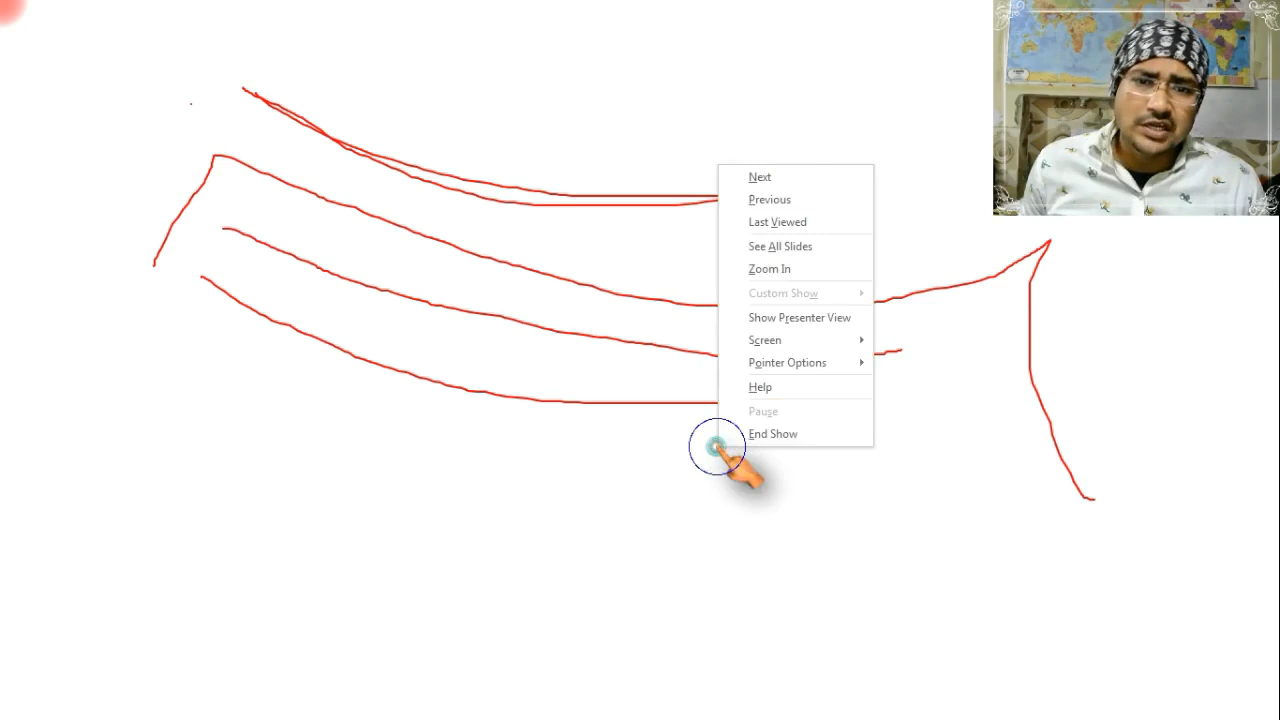 Next
Previous
Last Viewed
See All Slides
Zoom In
Custom Show
Show Presenter View
Screen
Pointer Options
Help
Pause
End Show